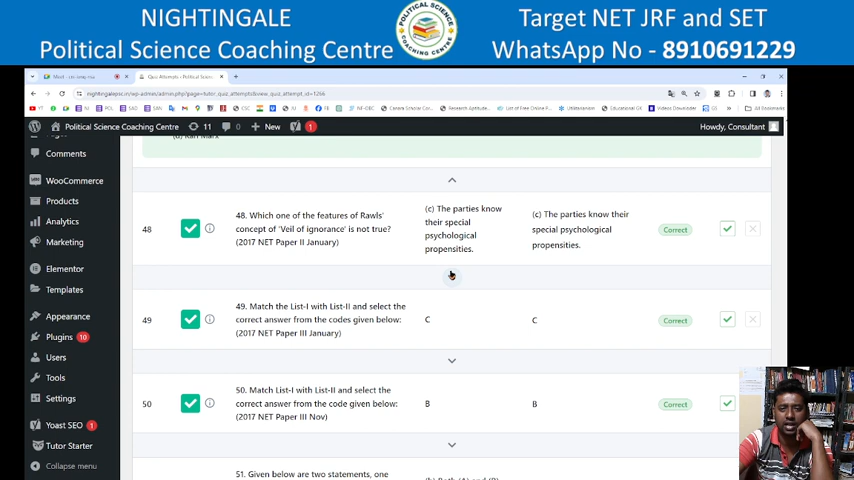 NIGHTINGALE
Political Science Coaching Centre
POLITICAL SCIENCE
COACHING CENTRE
Target NET JRF and SET
WhatsApp No - 8910691229
Quiz Attempts
Political Science Coaching Centre
11
0
New
1
Howdy, Consultant
Comments
WooCommerce
Products
Analytics
Marketing
Elementor
Templates
Appearance
Plugins 10
Users
Tools
Settings
Yoast SEO 1
Tutor Starter
Collapse menu
48
48. Which one of the features of Rawls'
concept of 'Veil of ignorance' is not true?
(2017 NET Paper II January)
(c) The parties know
their special
psychological
propensities.
(c) The parties know their
special psychological
propensities.
Correct
49
49. Match the List-I with List-II and select the
correct answer from the codes given below:
(2017 NET Paper III January)
C
C
Correct
50
50. Match List-I with List-II and select the
correct answer from the code given below:
(2017 NET Paper III Nov)
B
B
Correct
51. Given below are two statements, one
(b) Both (A) and (R)